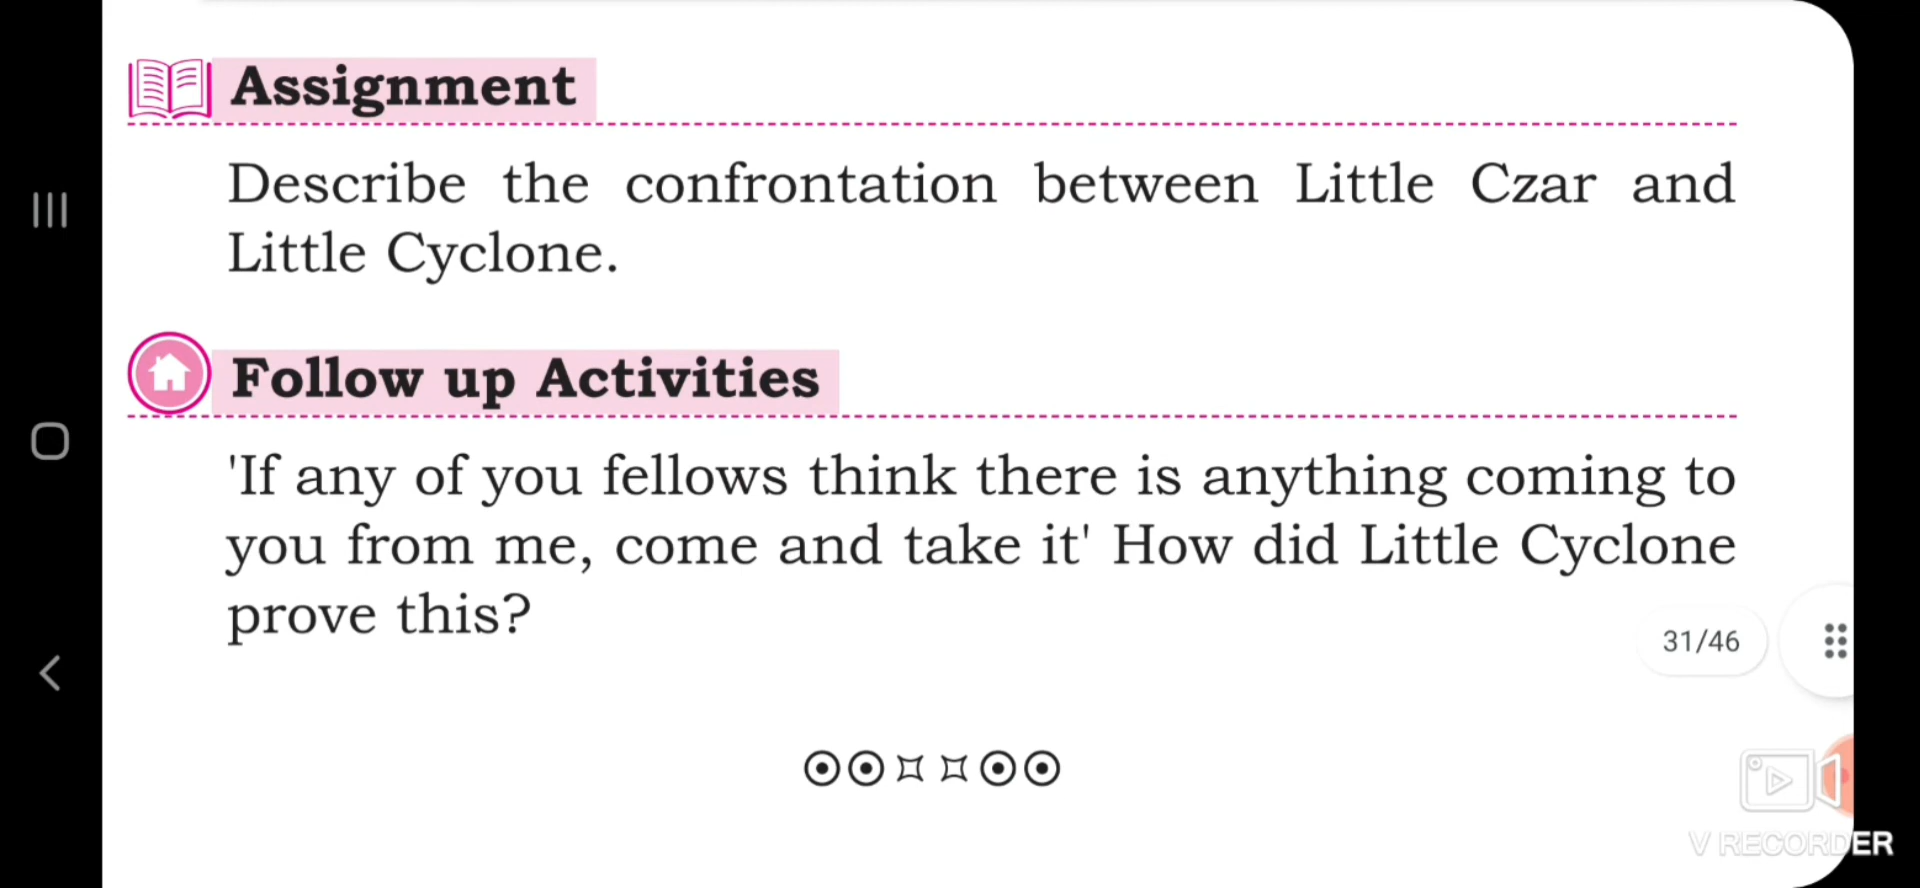 Assignment
Describe the confrontation between Little Czar and
Little Cyclone.
Follow up Activities
'If any of you fellows think there is anything coming to
you from me, come and take it' How did Little Cyclone
prove this?
31/46
V RECORDER